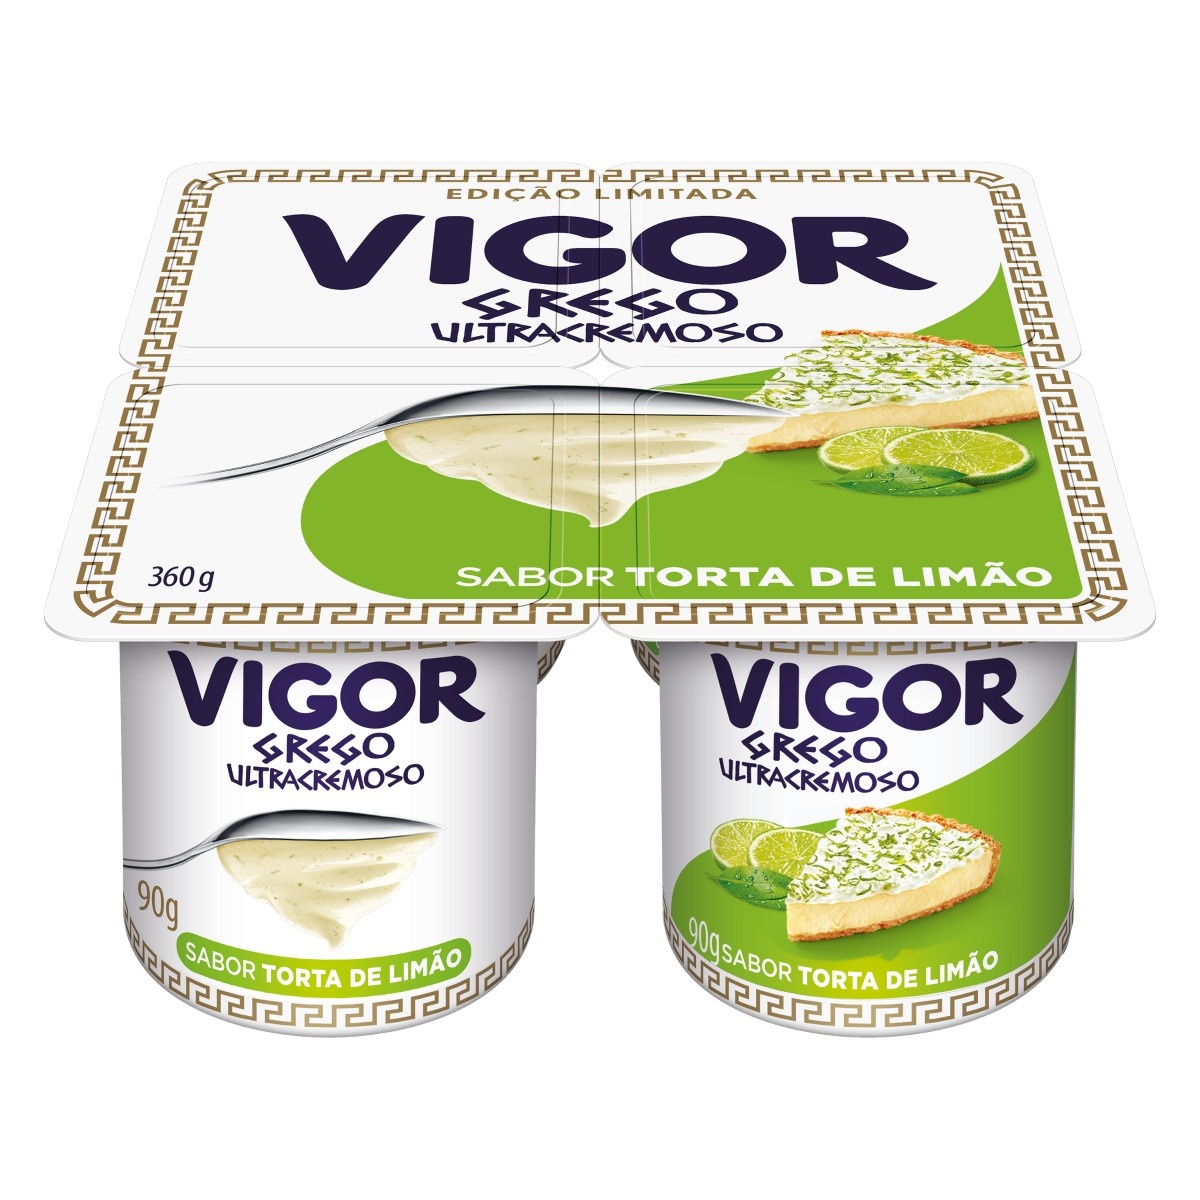 EDIÇÃO LIMITADA
VIGOR
GREGO
ULTRACREMOSO
360 g
SABOR TORTA DE LIMÃO
VIGOR
GREGO
ULTRACREMOSO
90g
SABOR TORTA DE LIMÃO
VIGOR
GREGO
ULTRACREMOSO
90g SABOR TORTA DE LIMÃO